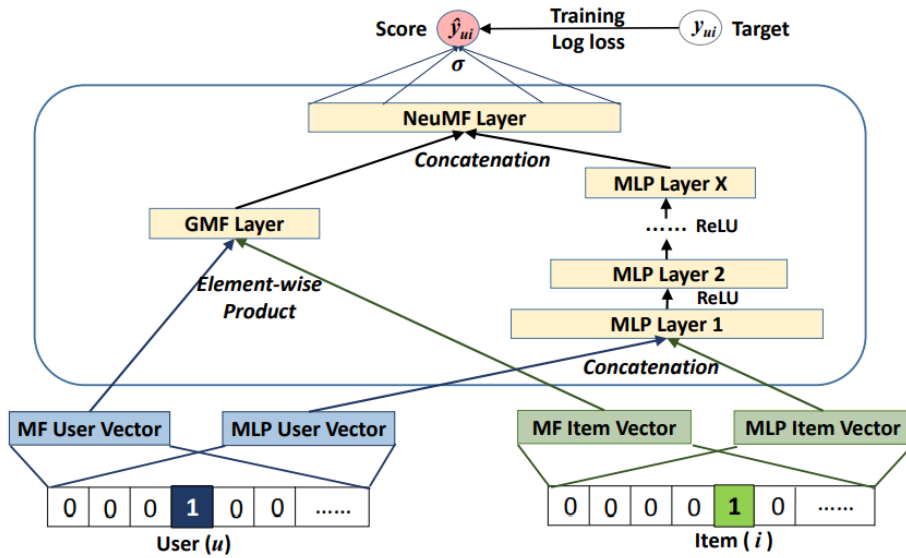 Score ŷui Training yui Target
Log loss
σ
NeuMF Layer
Concatenation
MLP Layer X
GMF Layer
...... ReLU
Element-wise
Product
MLP Layer 2
ReLU
MLP Layer 1
Concatenation
MF User Vector MLP User Vector MF Item Vector MLP Item Vector
0 0 0 1 0 0 ...... 0 0 0 0 1 0 ......
User (u) Item ( i )